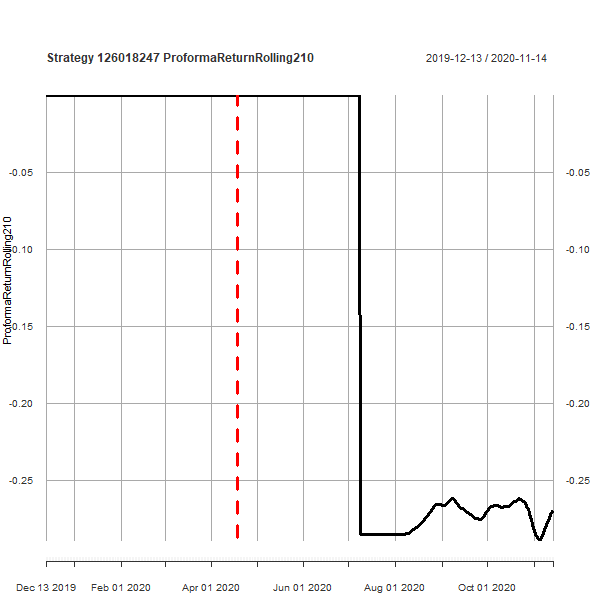 Strategy 126018247 ProformaReturnRolling210
2019-12-13 / 2020-11-14
-0.05 -0.05
-0.10 -0.10
-0.15 -0.15
-0.20 -0.20
-0.25 -0.25
ProformaReturnRolling210
Dec 13 2019 Feb 01 2020 Apr 01 2020 Jun 01 2020 Aug 01 2020 Oct 01 2020